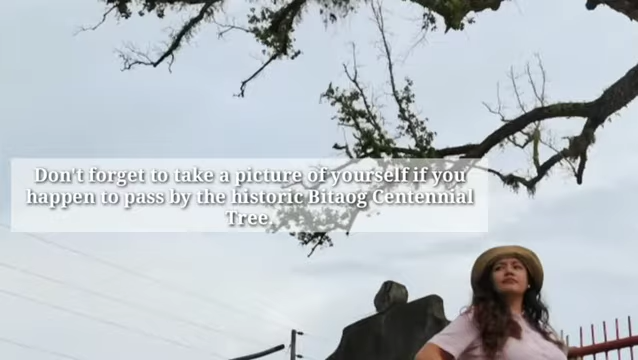 Don't forget to take a picture of yourself if you
happen to pass by the historic Bitaog Centennial
Tree.